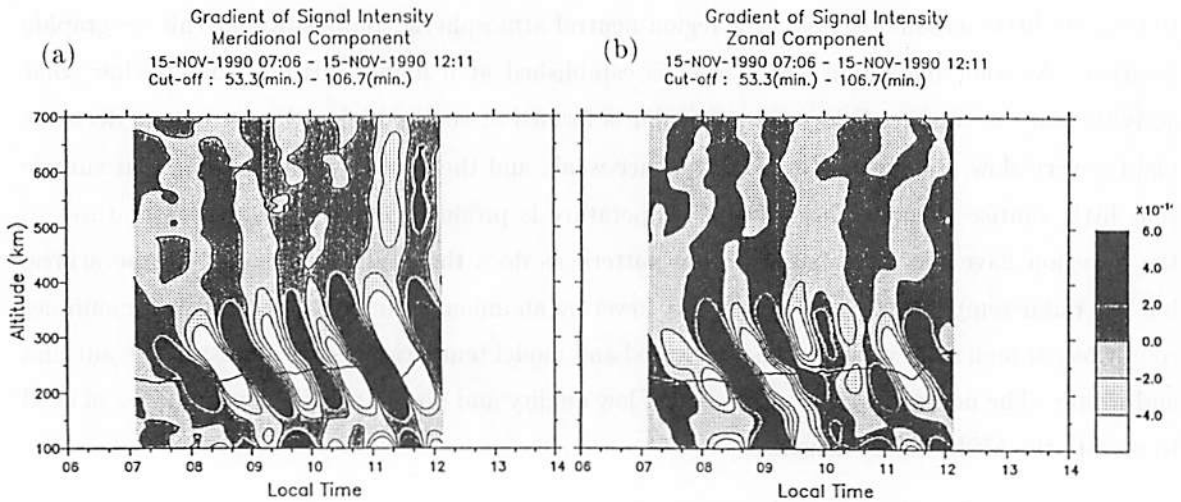 Gradient of Signal Intensity
(a) Meridional Component
15-NOV-1990 07:06 - 15-NOV-1990 12:11
Cut-off : 53.3(min.) - 106.7(min.)
700
600
500
400
300
200
100
Altitude (km)
06 07 08 09 10 11 12 13 14
Local Time
Gradient of Signal Intensity
(b) Zonal Component
15-NOV-1990 07:06 - 15-NOV-1990 12:11
Cut-off : 53.3(min.) - 106.7(min.)
06 07 08 09 10 11 12 13 14
Local Time
6.0
4.0
2.0
0.0
-2.0
-4.0